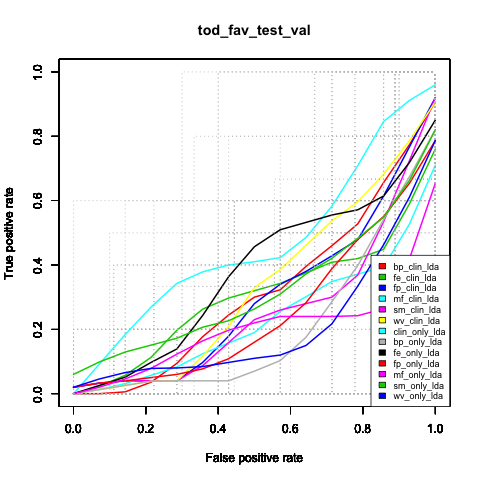 tod_fav_test_val
True positive rate
1.0
0.8
0.6
0.4
0.2
0.0
bp_clin_lda
fe_clin_lda
fp_clin_lda
mf_clin_lda
sm_clin_lda
wv_clin_lda
clin_only_lda
bp_only_lda
fe_only_lda
fp_only_lda
mf_only_lda
sm_only_lda
wv_only_lda
0.0 0.2 0.4 0.6 0.8 1.0
False positive rate